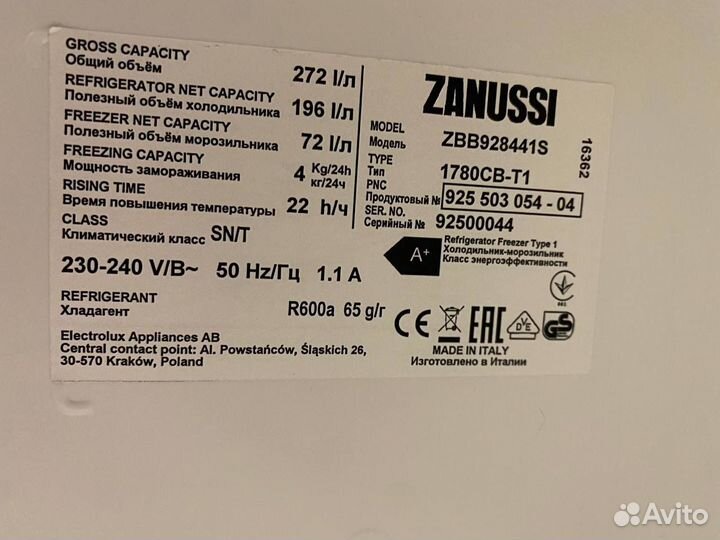 GROSS CAPACITY
Общий объём 272 l/л
REFRIGERATOR NET CAPACITY
Полезный объем холодильника 196 l/л
FREEZER NET CAPACITY
Полезный объём морозильника 72 l/л
FREEZING CAPACITY
Мощность замораживания 4 Kg/24h
кг/24ч
RISING TIME
Время повышения температуры 22 h/ч
CLASS
Климатический класс SN/T
230-240 V/В~ 50 Hz/Гц 1.1 A
REFRIGERANT
Хладагент R600a 65 g/г
Electrolux Appliances AB
Central contact point: Al. Powstańców, Śląskich 26,
30-570 Kraków, Poland
ZANUSSI
MODEL
Модель ZBB928441S
TYPE
Тип 1780CB-T1
PNC
Продуктовый № 925 503 054 - 04
SER. NO.
Серийный № 92500044
16362
A+
Refrigerator Freezer Type 1
Холодильник-морозильник
Класс энергоэффективности
CE EAC VDE GS
MADE IN ITALY
Изготовлено в Италии
Avito